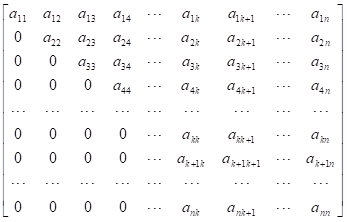 a₁₁ a₁₂ a₁₃ a₁₄ ⋯ a₁ₖ a₁ₖ₊₁ ⋯ a₁ₙ
0 a₂₂ a₂₃ a₂₄ ⋯ a₂ₖ a₂ₖ₊₁ ⋯ a₂ₙ
0 0 a₃₃ a₃₄ ⋯ a₃ₖ a₃ₖ₊₁ ⋯ a₃ₙ
0 0 0 a₄₄ ⋯ a₄ₖ a₄ₖ₊₁ ⋯ a₄ₙ
⋯ ⋯ ⋯ ⋯ ⋯ ⋯ ⋯ ⋯ ⋯
0 0 0 0 ⋯ aₖₖ aₖₖ₊₁ ⋯ aₖₙ
0 0 0 0 ⋯ aₖ₊₁ₖ aₖ₊₁ₖ₊₁ ⋯ aₖ₊₁ₙ
⋯ ⋯ ⋯ ⋯ ⋯ ⋯ ⋯ ⋯ ⋯
0 0 0 0 ⋯ aₙₖ aₙₖ₊₁ ⋯ aₙₙ